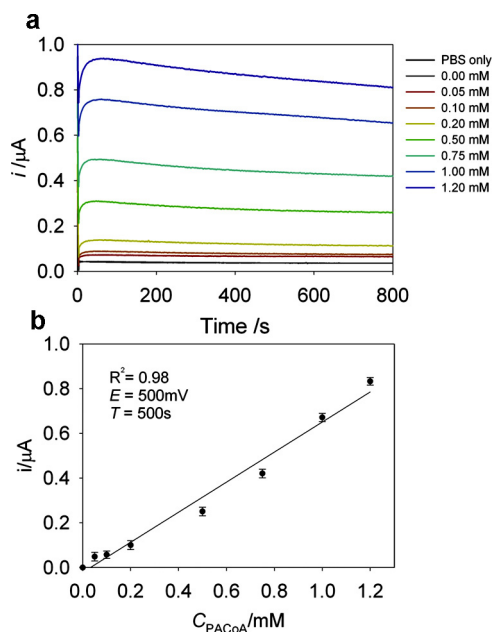 a
1.0
0.8
0.6
0.4
0.2
0.0
i /µA
0 200 400 600 800
Time /s
PBS only
0.00 mM
0.05 mM
0.10 mM
0.20 mM
0.50 mM
0.75 mM
1.00 mM
1.20 mM
b
1.0
0.8
0.6
0.4
0.2
0.0
i/µA
R²= 0.98
E = 500mV
T = 500s
0.0 0.2 0.4 0.6 0.8 1.0 1.2
C_PACoA/mM